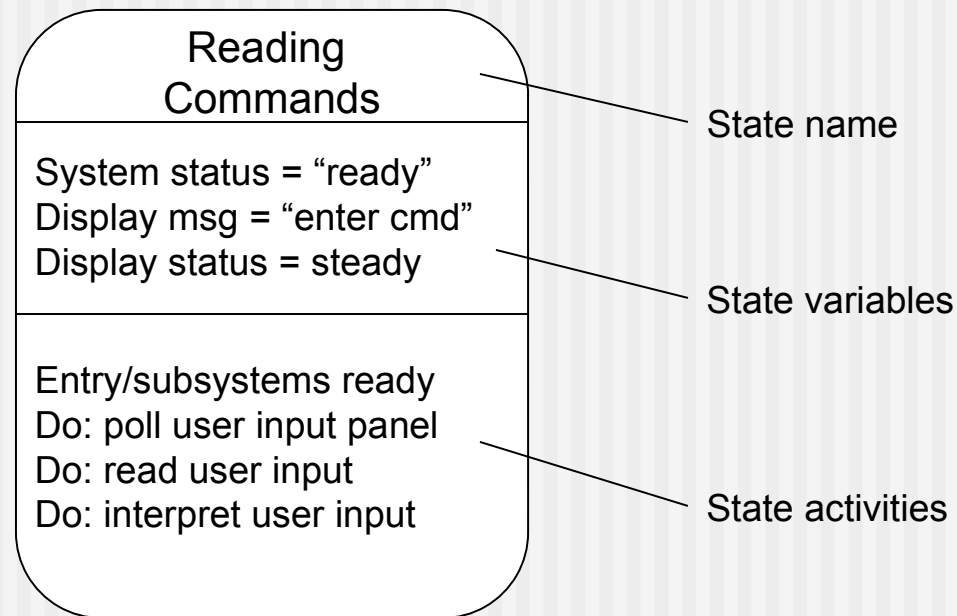 Reading
Commands
State name
System status = “ready”
Display msg = “enter cmd”
Display status = steady
State variables
Entry/subsystems ready
Do: poll user input panel
Do: read user input
Do: interpret user input
State activities